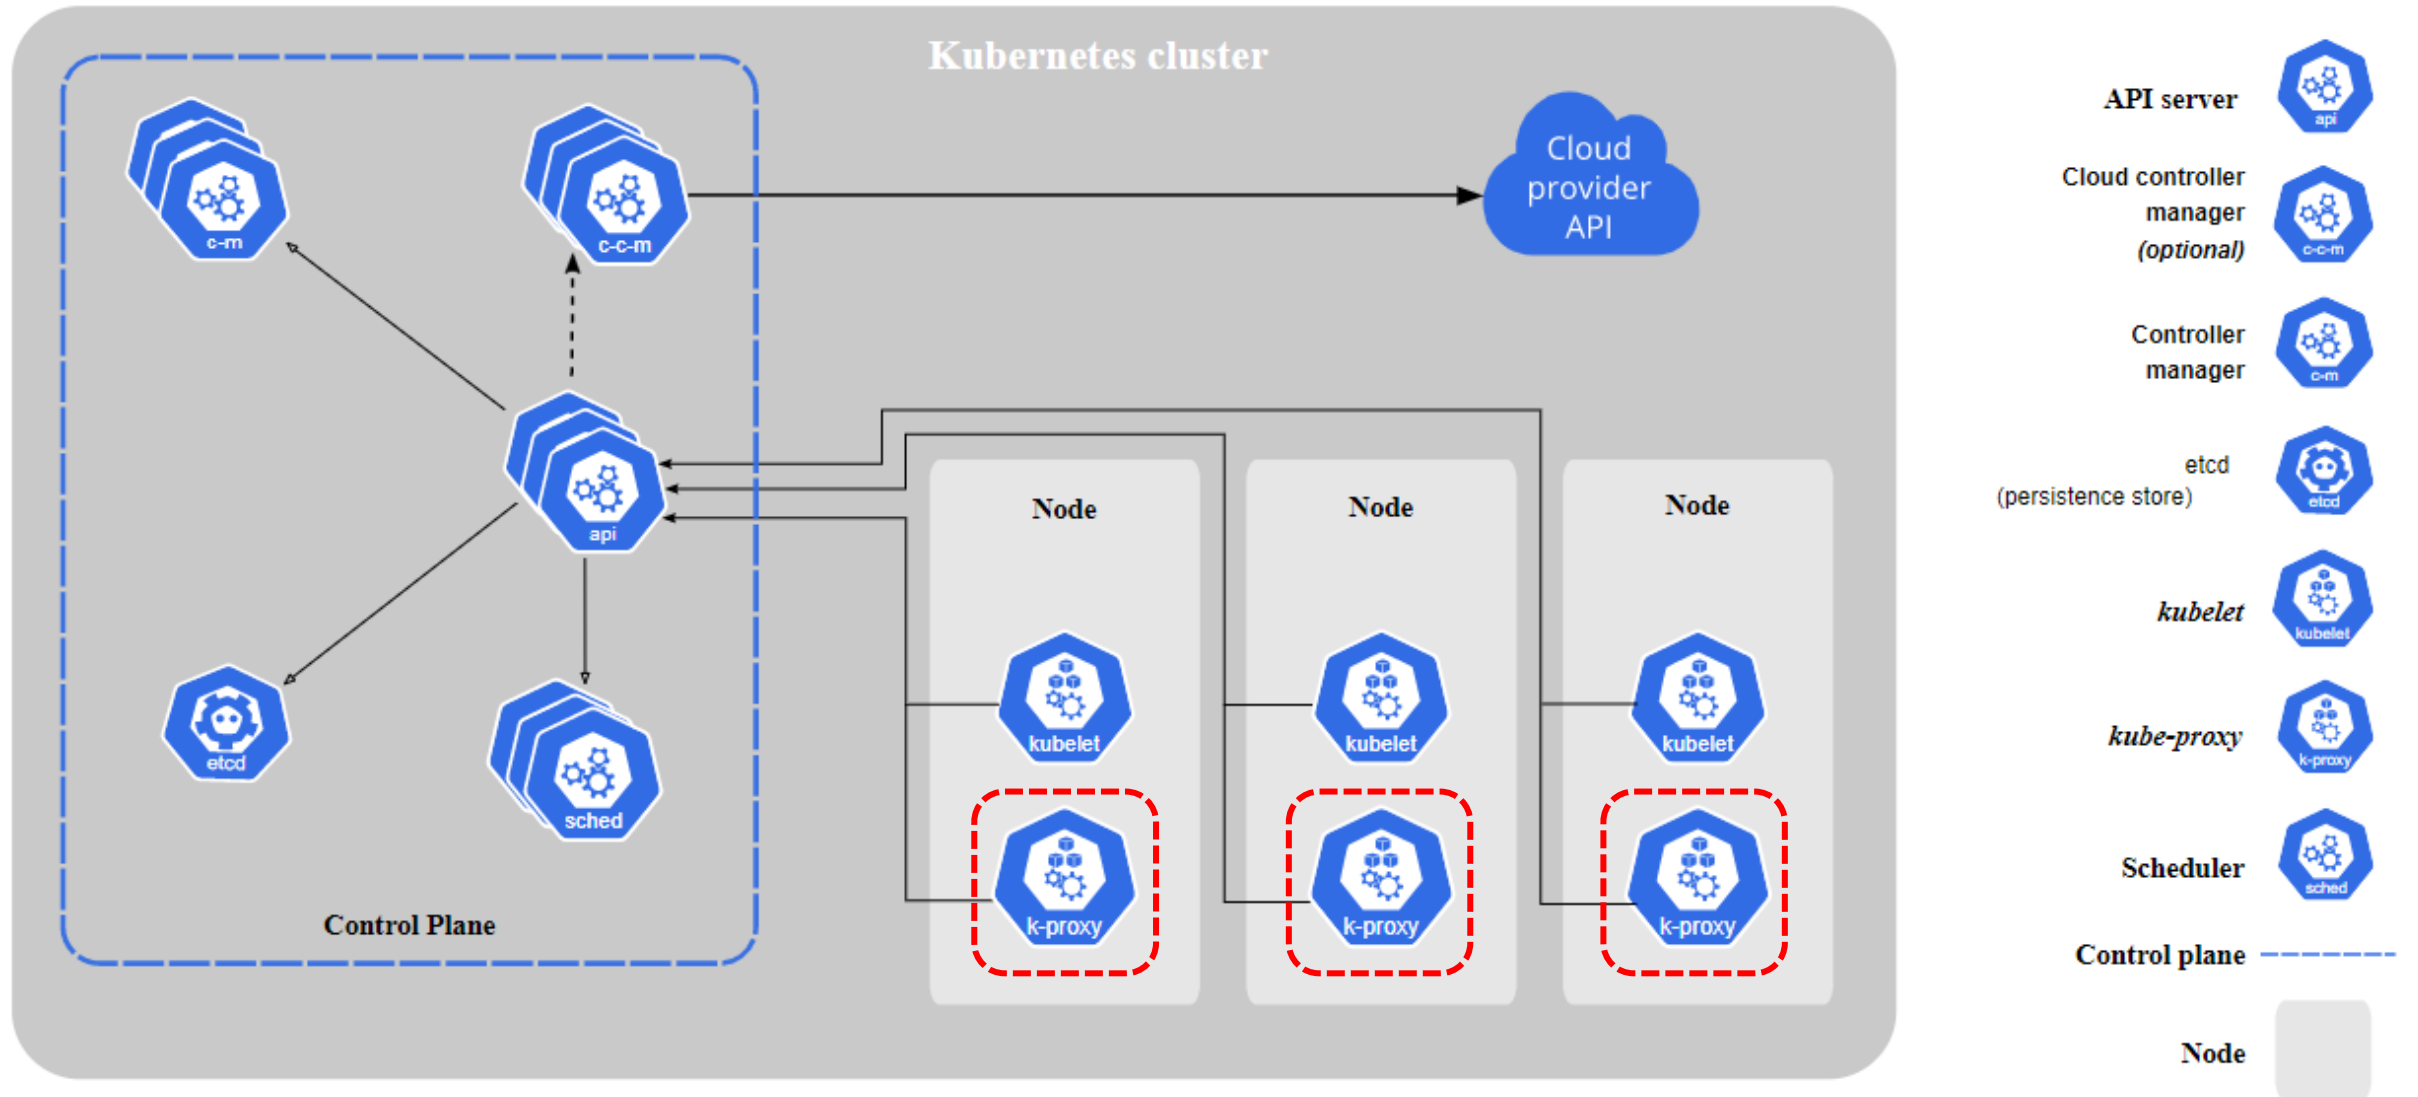 Kubernetes cluster
c-m
c-c-m
Cloud
provider
API
api
etcd
sched
Control Plane
Node
Node
Node
kubelet
kubelet
kubelet
k-proxy
k-proxy
k-proxy
API server
api
Cloud controller
manager
(optional)
c-c-m
Controller
manager
c-m
etcd
(persistence store)
etcd
kubelet
kubelet
kube-proxy
k-proxy
Scheduler
sched
Control plane
Node